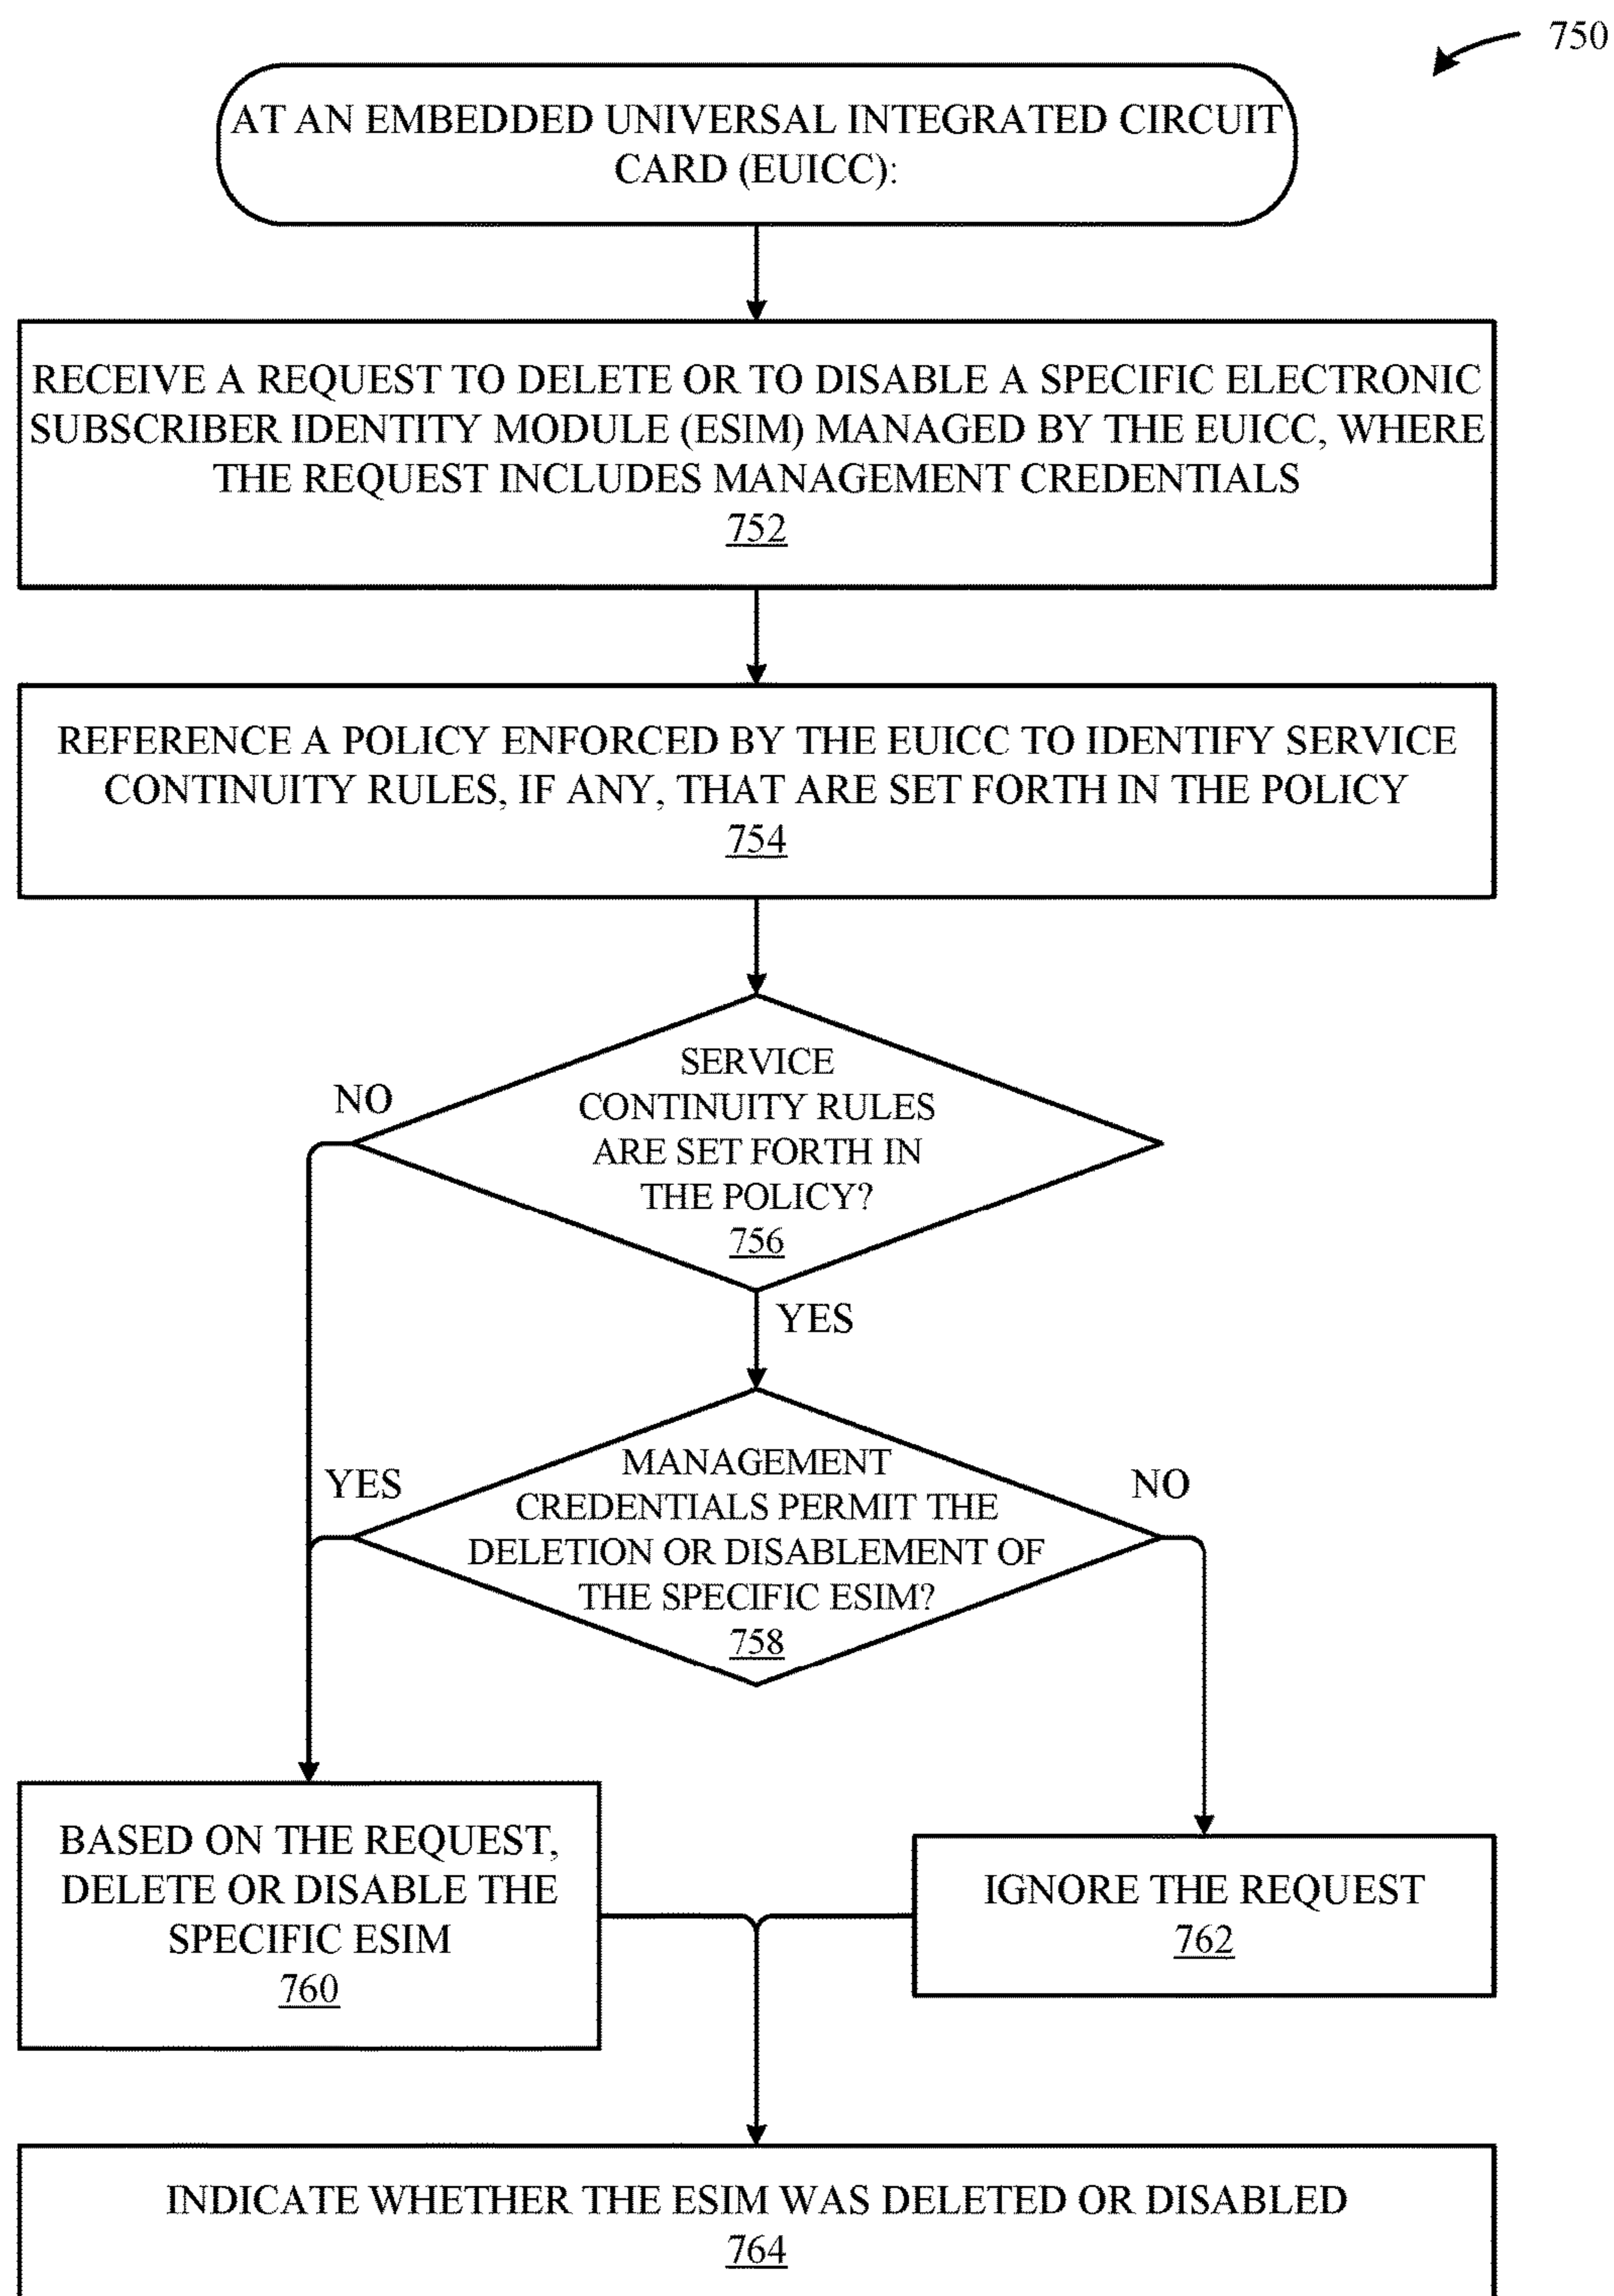 750
AT AN EMBEDDED UNIVERSAL INTEGRATED CIRCUIT
CARD (EUICC):
RECEIVE A REQUEST TO DELETE OR TO DISABLE A SPECIFIC ELECTRONIC
SUBSCRIBER IDENTITY MODULE (ESIM) MANAGED BY THE EUICC, WHERE
THE REQUEST INCLUDES MANAGEMENT CREDENTIALS
752
REFERENCE A POLICY ENFORCED BY THE EUICC TO IDENTIFY SERVICE
CONTINUITY RULES, IF ANY, THAT ARE SET FORTH IN THE POLICY
754
NO
SERVICE
CONTINUITY RULES
ARE SET FORTH IN
THE POLICY?
756
YES
YES
MANAGEMENT
CREDENTIALS PERMIT THE
DELETION OR DISABLEMENT OF
THE SPECIFIC ESIM?
758
NO
BASED ON THE REQUEST,
DELETE OR DISABLE THE
SPECIFIC ESIM
760
IGNORE THE REQUEST
762
INDICATE WHETHER THE ESIM WAS DELETED OR DISABLED
764